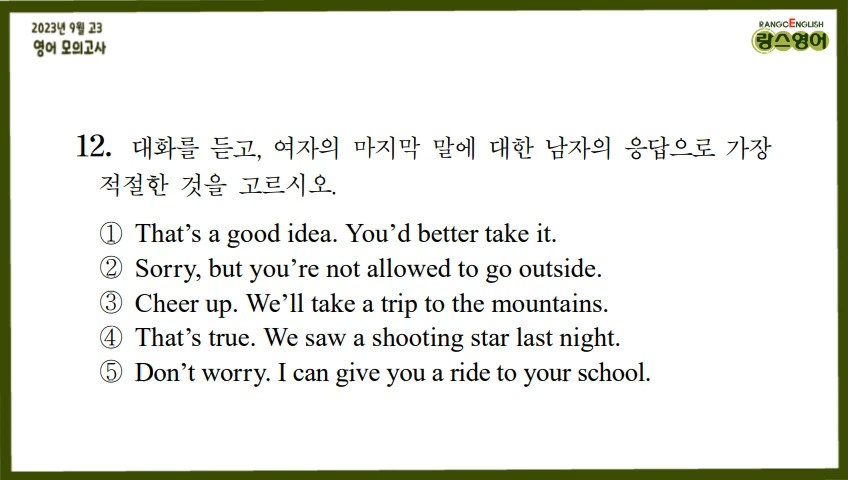 2023년 9월 고3
영어 모의고사
RANGOENGLISH
랑스영어
12. 대화를 듣고, 여자의 마지막 말에 대한 남자의 응답으로 가장
적절한 것을 고르시오.
① That’s a good idea. You’d better take it.
② Sorry, but you’re not allowed to go outside.
③ Cheer up. We’ll take a trip to the mountains.
④ That’s true. We saw a shooting star last night.
⑤ Don’t worry. I can give you a ride to your school.